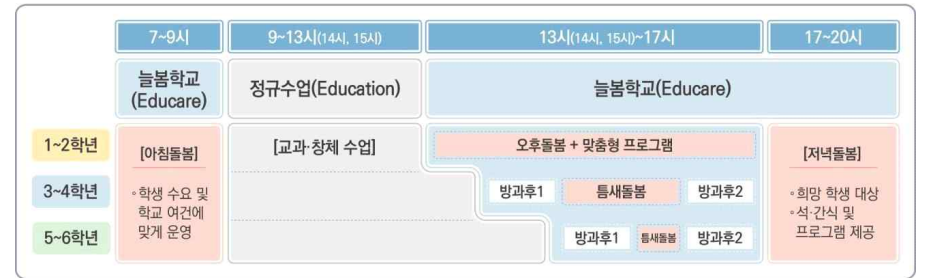 7~9시
9~13시(14시, 15시)
13시(14시, 15시)~17시
17~20시
늘봄학교
(Educare)
정규수업(Education)
늘봄학교(Educare)
1~2학년
[아침돌봄]
◦학생 수요 및
학교 여건에
맞게 운영
[교과·창체 수업]
오후돌봄 + 맞춤형 프로그램
[저녁돌봄]
◦희망 학생 대상
◦석·간식 및
프로그램 제공
3~4학년
방과후1
틈새돌봄
방과후2
5~6학년
방과후1
틈새돌봄
방과후2